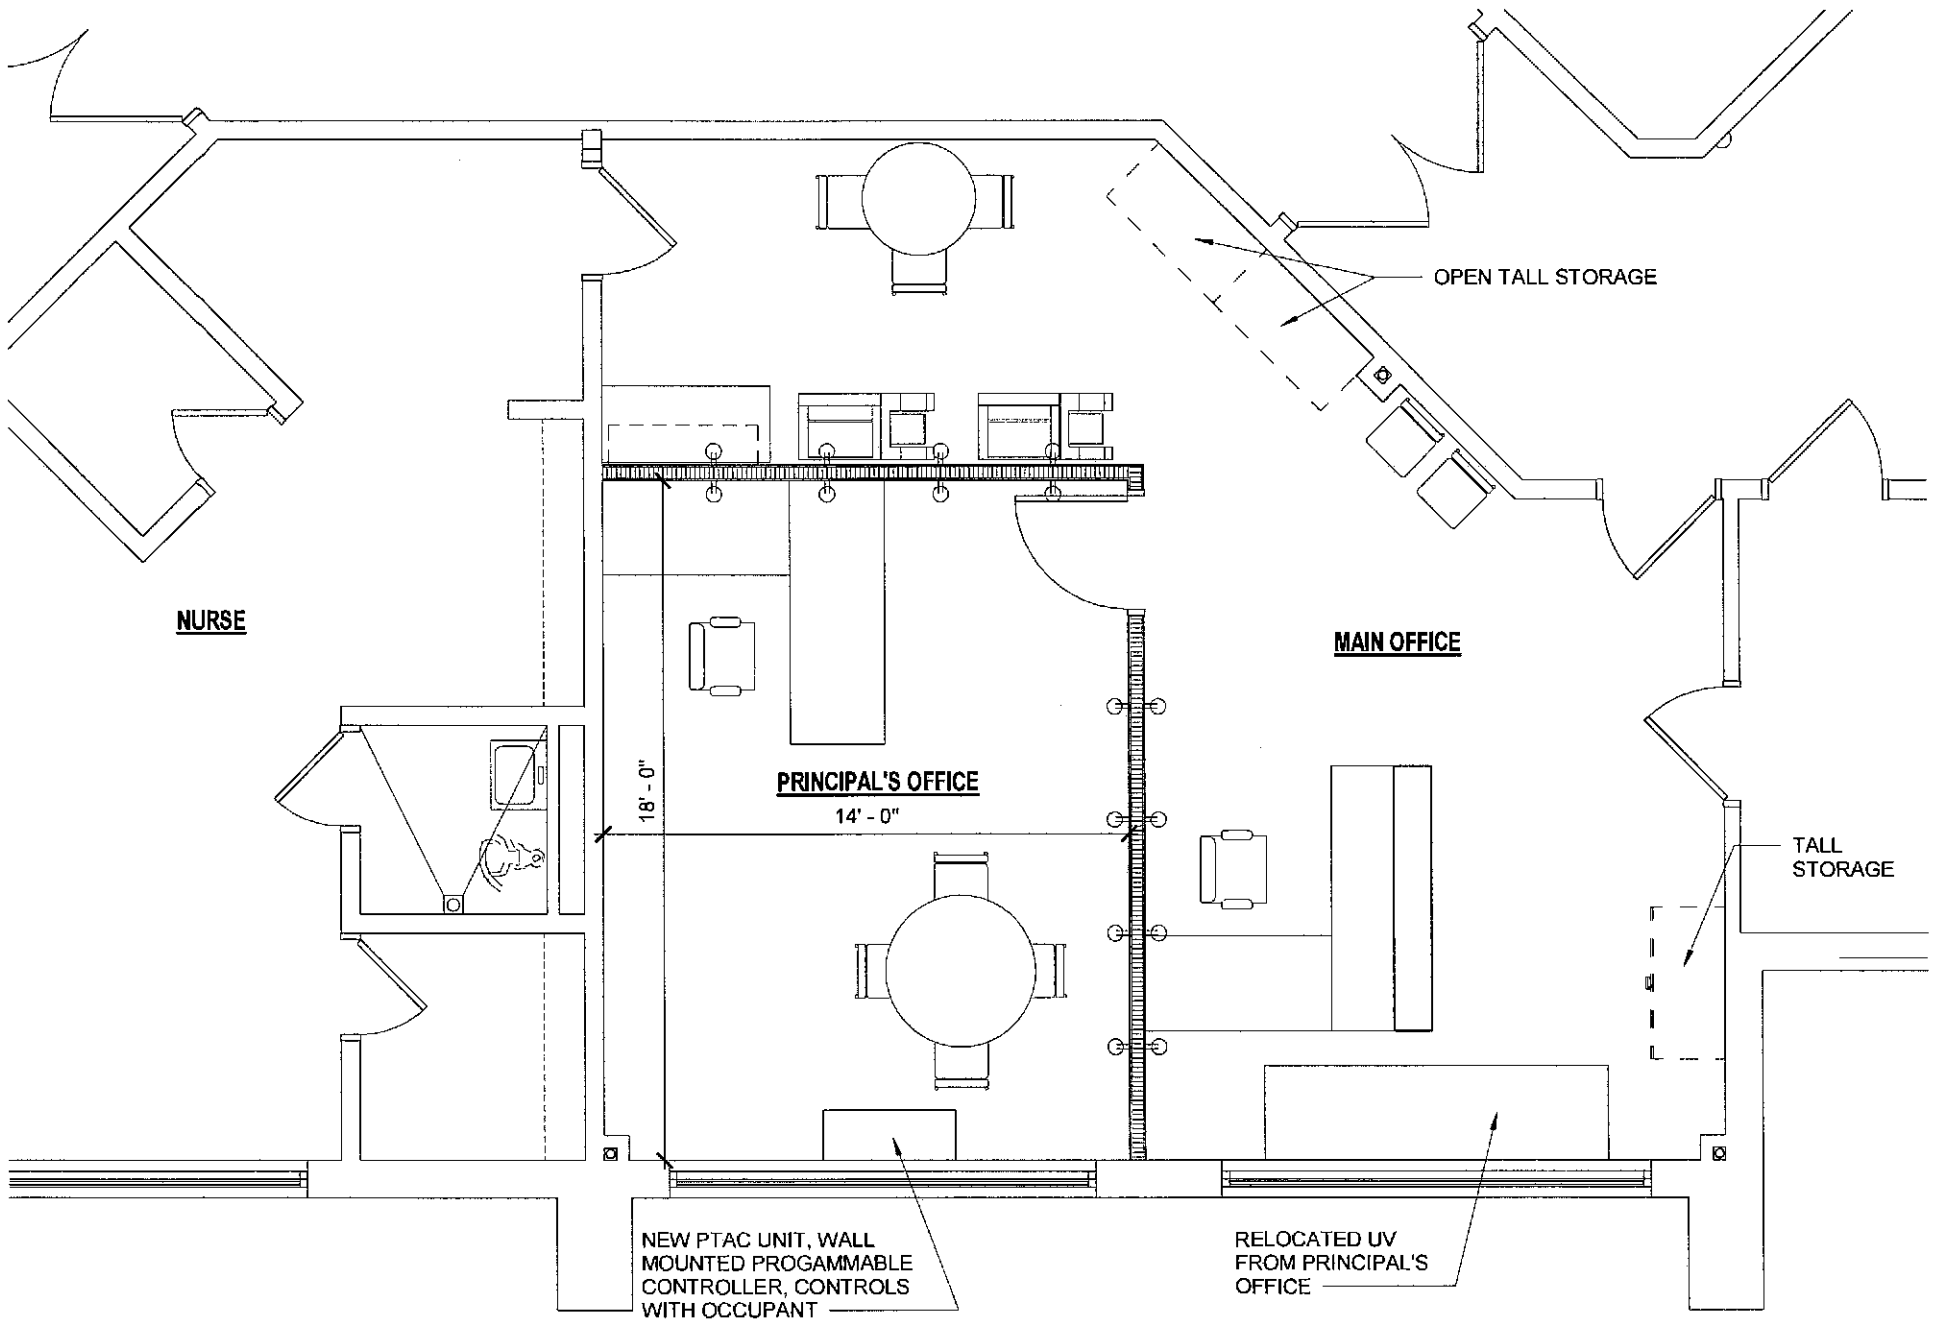 OPEN TALL STORAGE
NURSE
MAIN OFFICE
PRINCIPAL'S OFFICE
14' - 0"
18' - 0"
TALL
STORAGE
NEW PTAC UNIT, WALL
MOUNTED PROGAMMABLE
CONTROLLER, CONTROLS
WITH OCCUPANT
RELOCATED UV
FROM PRINCIPAL'S
OFFICE